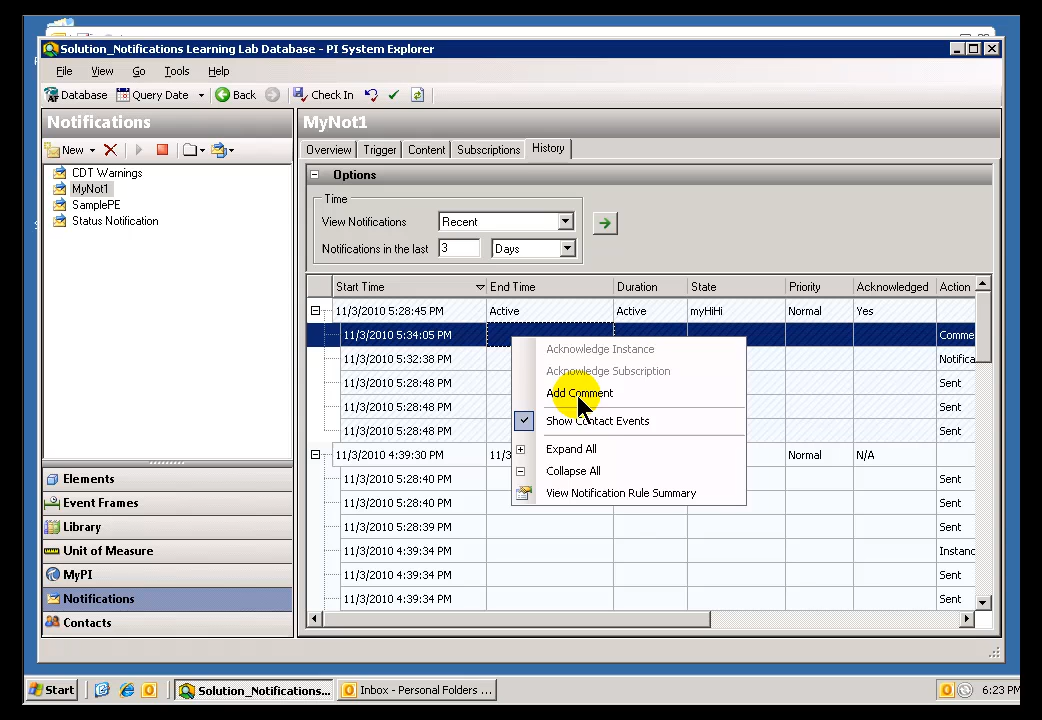 Solution_Notifications Learning Lab Database - PI System Explorer
File View Go Tools Help
Database Query Date Back Check In
Notifications
New
CDT Warnings
MyNot1
SamplePE
Status Notification
Elements
Event Frames
Library
Unit of Measure
MyPI
Notifications
Contacts
MyNot1
Overview Trigger Content Subscriptions History
Options
Time
View Notifications Recent
Notifications in the last 3 Days
Start Time End Time Duration State Priority Acknowledged Action
11/3/2010 5:28:45 PM Active Active myHiHi Normal Yes
11/3/2010 5:34:05 PM Comme
11/3/2010 5:32:38 PM Notifica
11/3/2010 5:28:48 PM Sent
11/3/2010 5:28:48 PM Sent
11/3/2010 5:28:48 PM Sent
11/3/2010 4:39:30 PM 11/3 Normal N/A
11/3/2010 5:28:40 PM Sent
11/3/2010 5:28:40 PM Sent
11/3/2010 5:28:39 PM Sent
11/3/2010 4:39:34 PM Instanc
11/3/2010 4:39:34 PM Sent
11/3/2010 4:39:34 PM Sent
Acknowledge Instance
Acknowledge Subscription
Add Comment
Show Contact Events
Expand All
Collapse All
View Notification Rule Summary
Start Solution_Notifications... Inbox - Personal Folders ... 6:23 PM